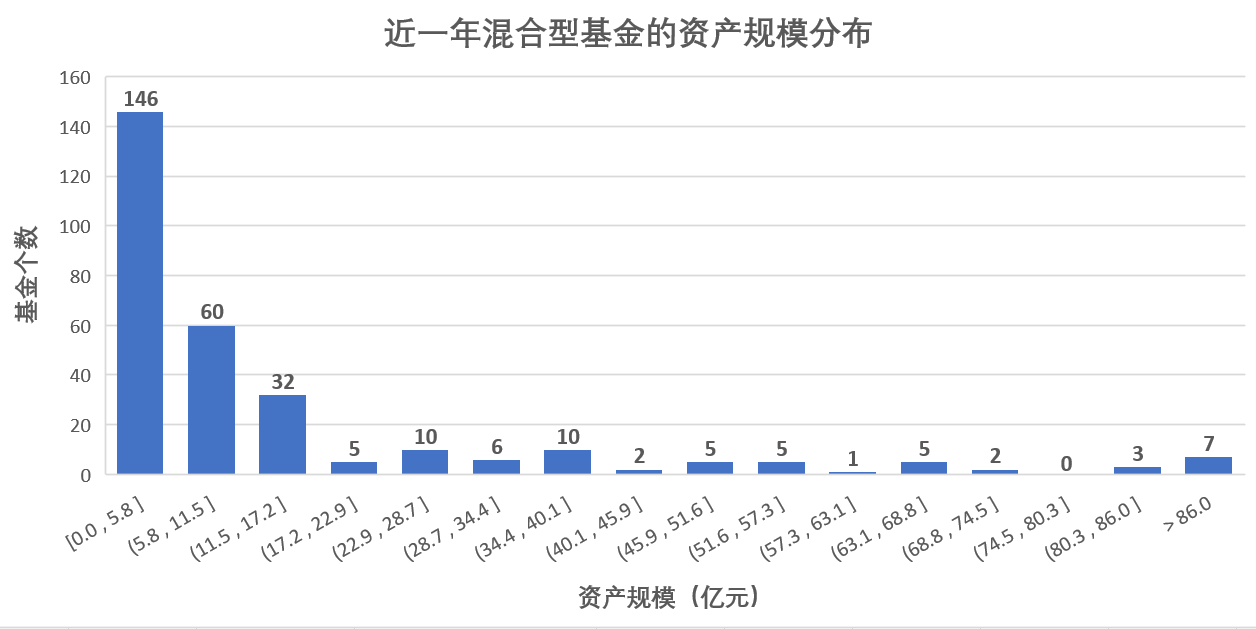 近一年混合型基金的资产规模分布
基金个数
160
140
120
100
80
60
40
20
0
146
60
32
5
10
6
10
2
5
5
1
5
2
0
3
7
[0.0 , 5.8 ]
(5.8 , 11.5 ]
(11.5 , 17.2 ]
(17.2 , 22.9 ]
(22.9 , 28.7 ]
(28.7 , 34.4 ]
(34.4 , 40.1 ]
(40.1 , 45.9 ]
(45.9 , 51.6 ]
(51.6 , 57.3 ]
(57.3 , 63.1 ]
(63.1 , 68.8 ]
(68.8 , 74.5 ]
(74.5 , 80.3 ]
(80.3 , 86.0 ]
> 86.0
资产规模（亿元）